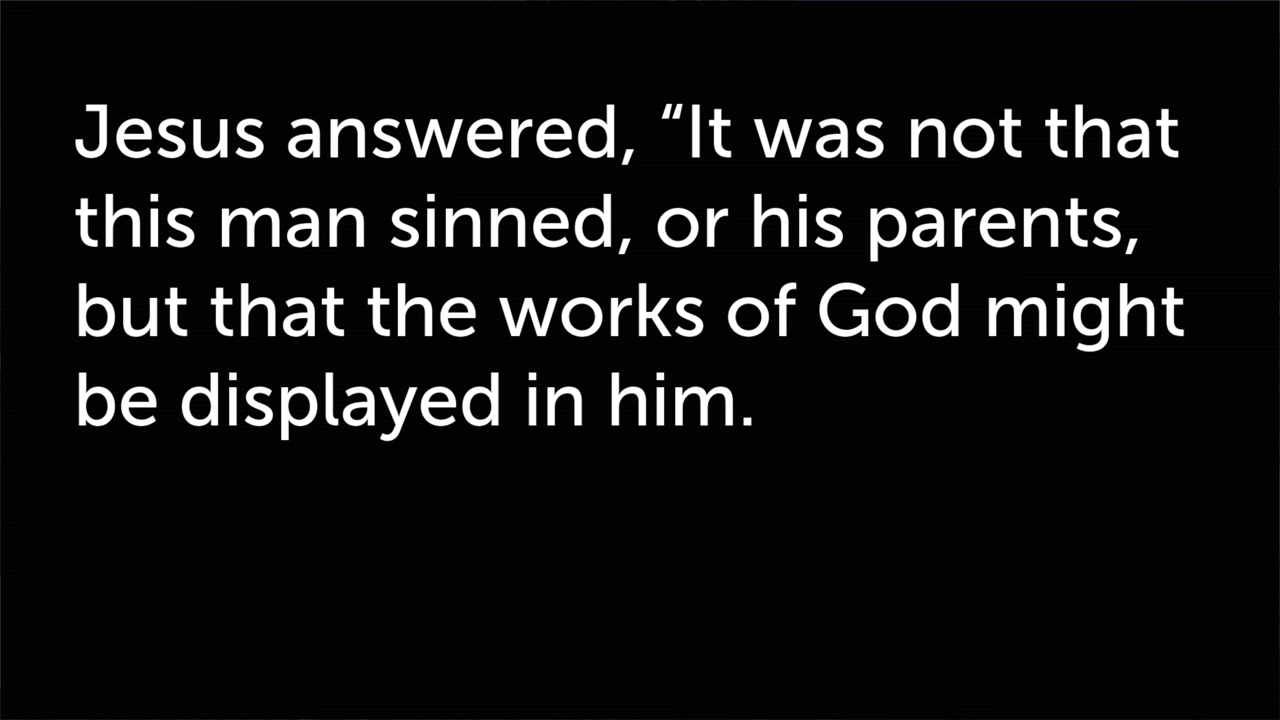 Jesus answered, “It was not that
this man sinned, or his parents,
but that the works of God might
be displayed in him.